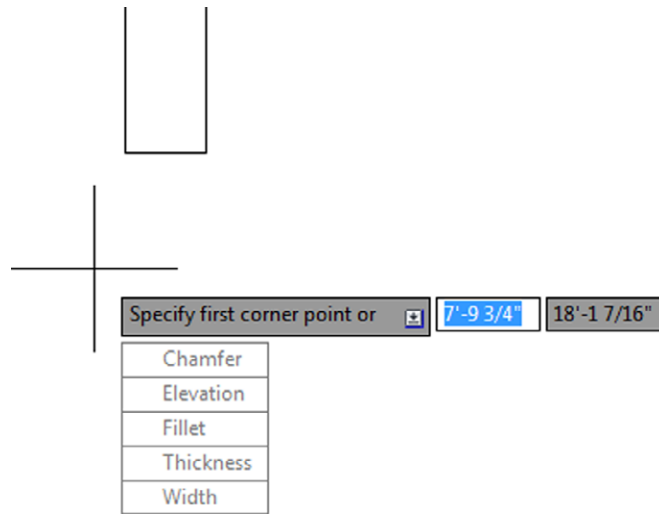 Specify first corner point or 7'-9 3/4" 18'-1 7/16"
Chamfer
Elevation
Fillet
Thickness
Width